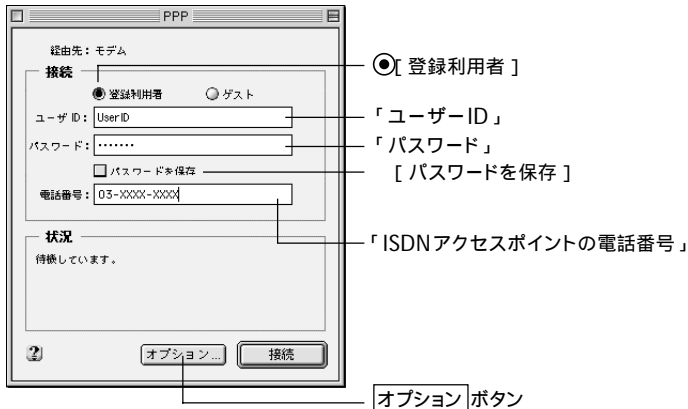 PPP
経由先： モデム
接続
登録利用者 ゲスト
◉[ 登録利用者 ]
ユーザ ID： UserID
「 ユーザーID 」
パスワード： •••••••
「 パスワード 」
パスワードを保存
[ パスワードを保存 ]
電話番号： 03-XXXX-XXXX
状況
「 ISDNアクセスポイントの電話番号 」
待機しています。
?
オプション... 接続
オプション ボタン